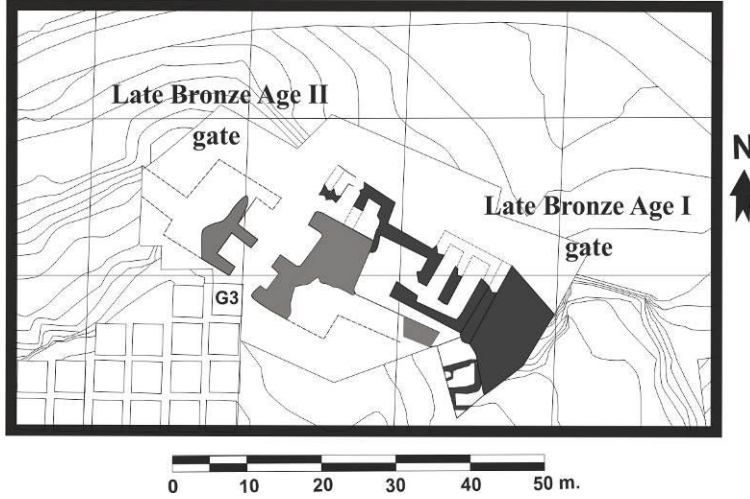 Late Bronze Age II
gate
N
Late Bronze Age I
gate
G3
0 10 20 30 40 50 m.